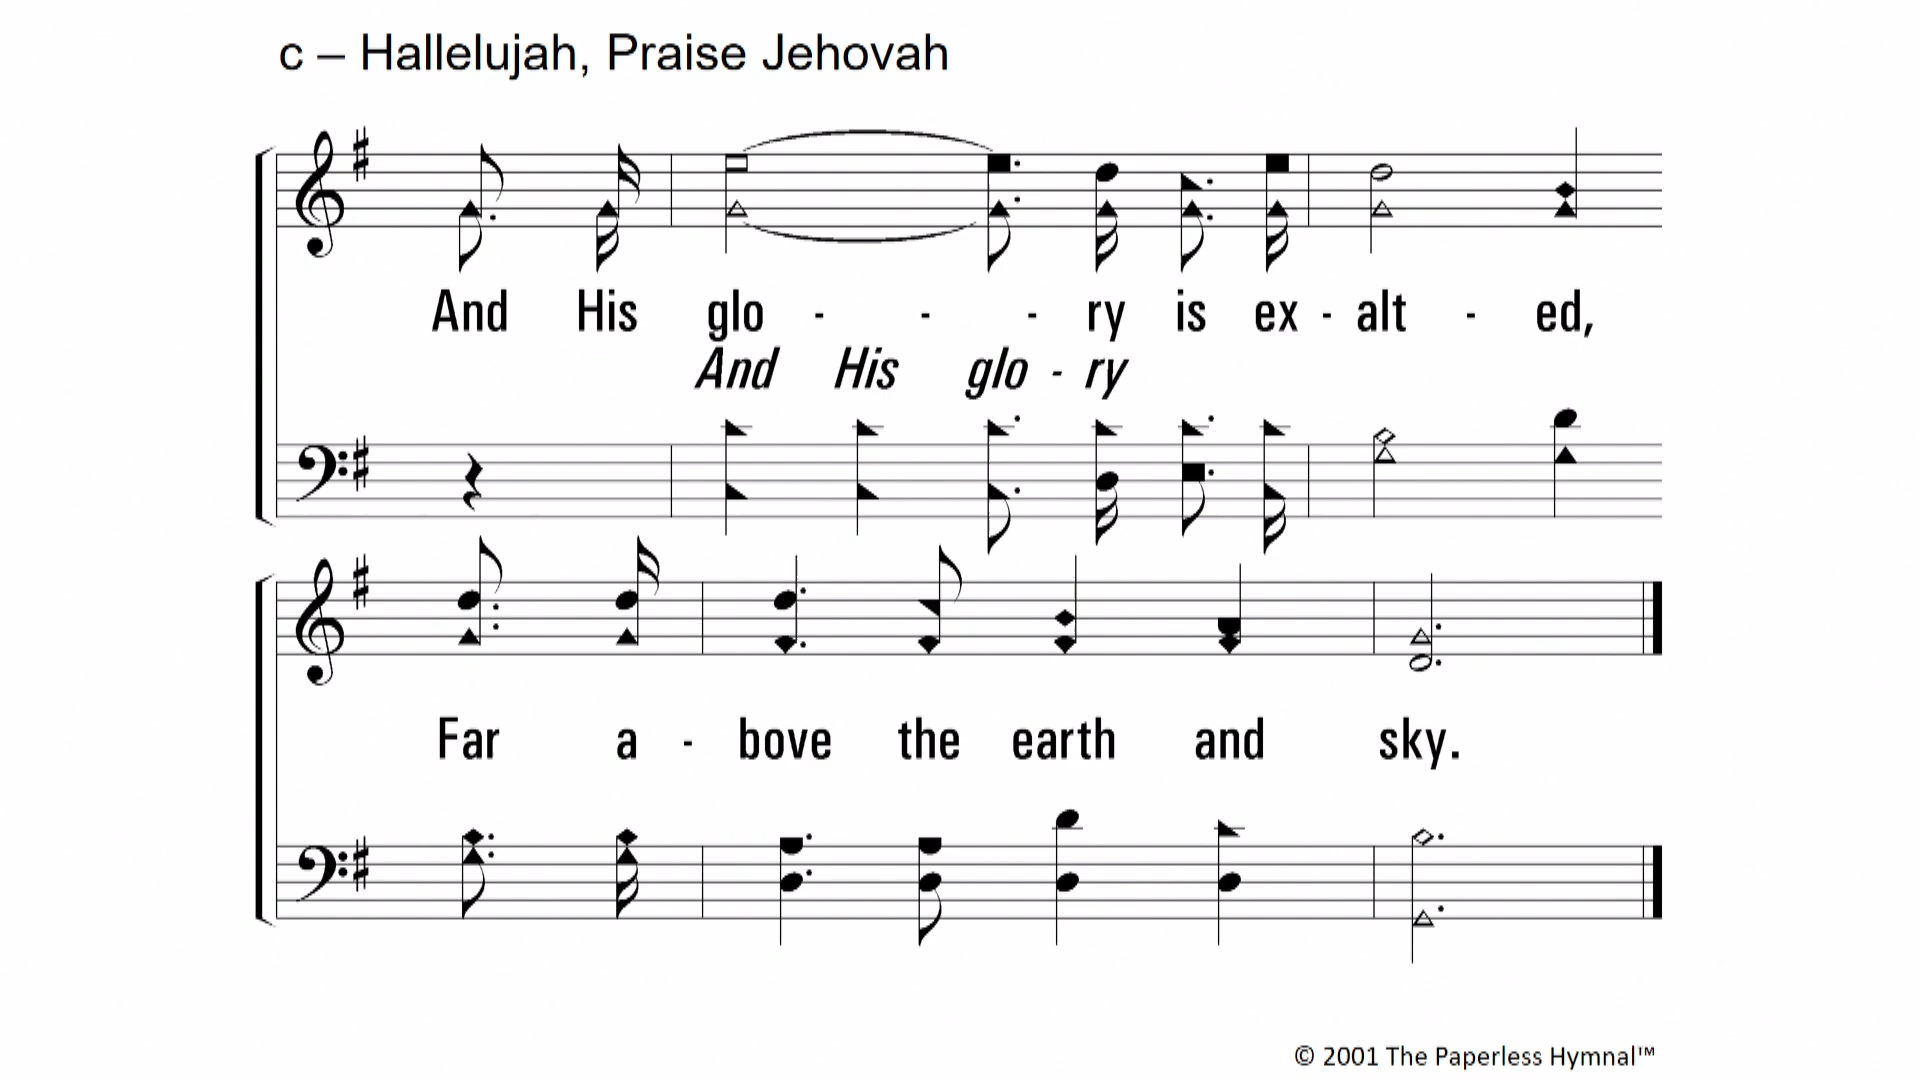 c – Hallelujah, Praise Jehovah
And His glo - - - ry is ex - alt - ed,
And His glo - ry
Far a - bove the earth and sky.
© 2001 The Paperless Hymnal™